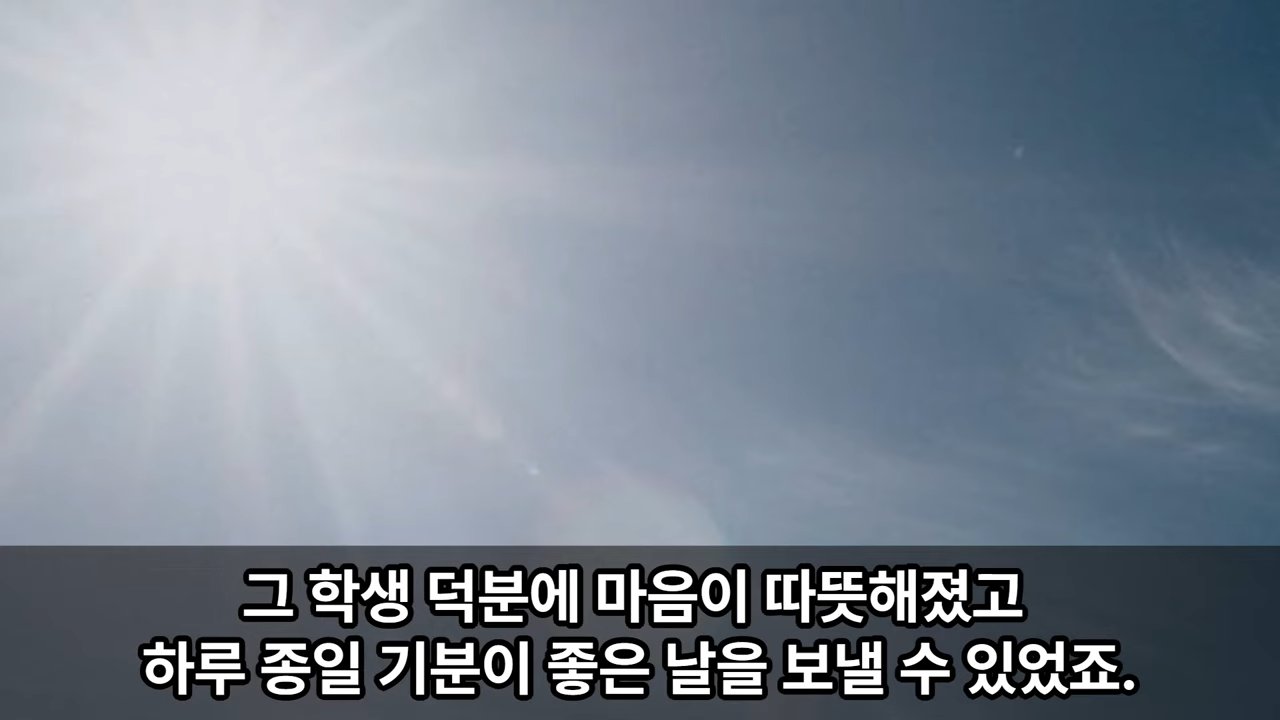 그 학생 덕분에 마음이 따뜻해졌고
하루 종일 기분이 좋은 날을 보낼 수 있었죠.